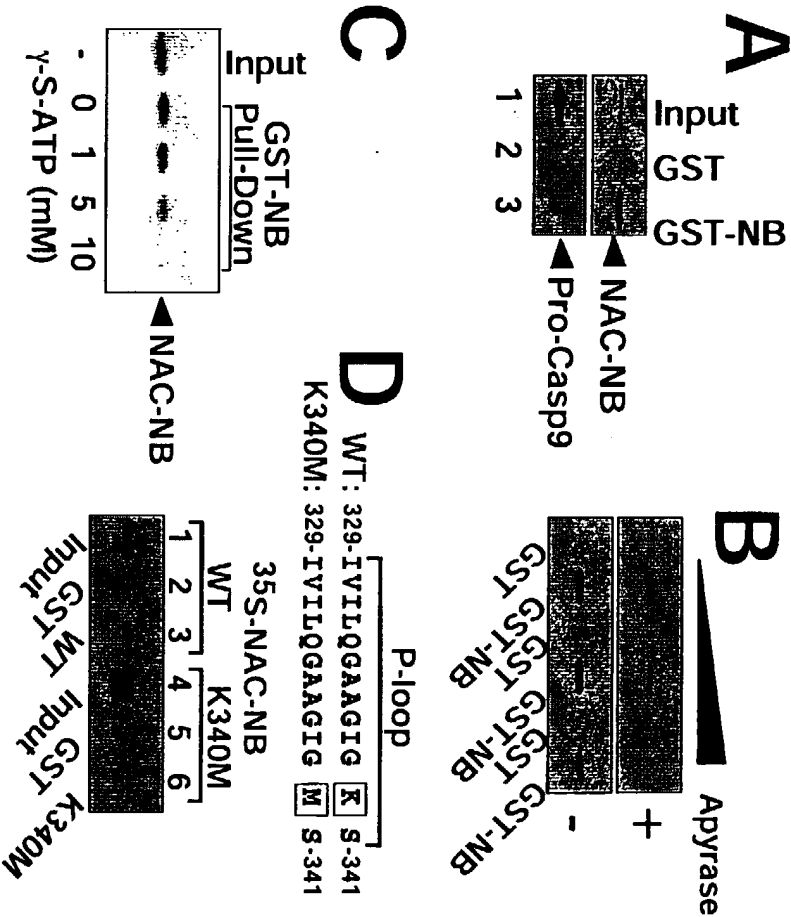 A
Input
GST
GST-NB
NAC-NB
Pro-Casp9
1 2 3
B
Apyrase
+
-
GST
GST-NB
GST
GST-NB
GST
GST-NB
C
Input
GST-NB
Pull-Down
NAC-NB
- 0 1 5 10
γ-S-ATP (mM)
D
P-loop
WT: 329-IVILQGAAGIG K S-341
K340M: 329-IVILQGAAGIG M S-341
35S-NAC-NB
WT K340M
1 2 3 4 5 6
Input
GST
WT
Input
GST
K340M